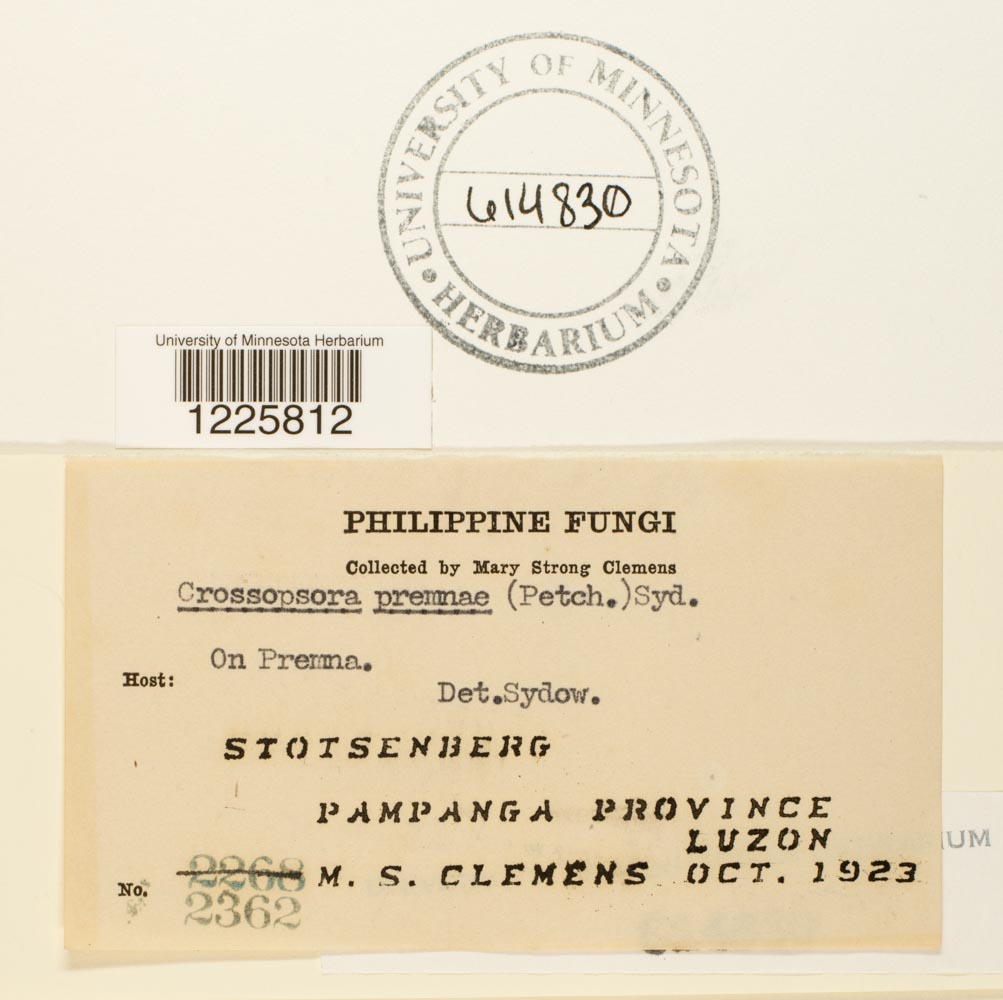 UNIVERSITY OF MINNESOTA
614830
• HERBARIUM •
University of Minnesota Herbarium
1225812
PHILIPPINE FUNGI
Collected by Mary Strong Clemens
Crossopsora premnae (Petch.)Syd.
On Premna.
Host:
Det.Sydow.
STOTSENBERG
PAMPANGA PROVINCE
LUZON
2268
M. S. CLEMENS OCT. 1923
No.
2362